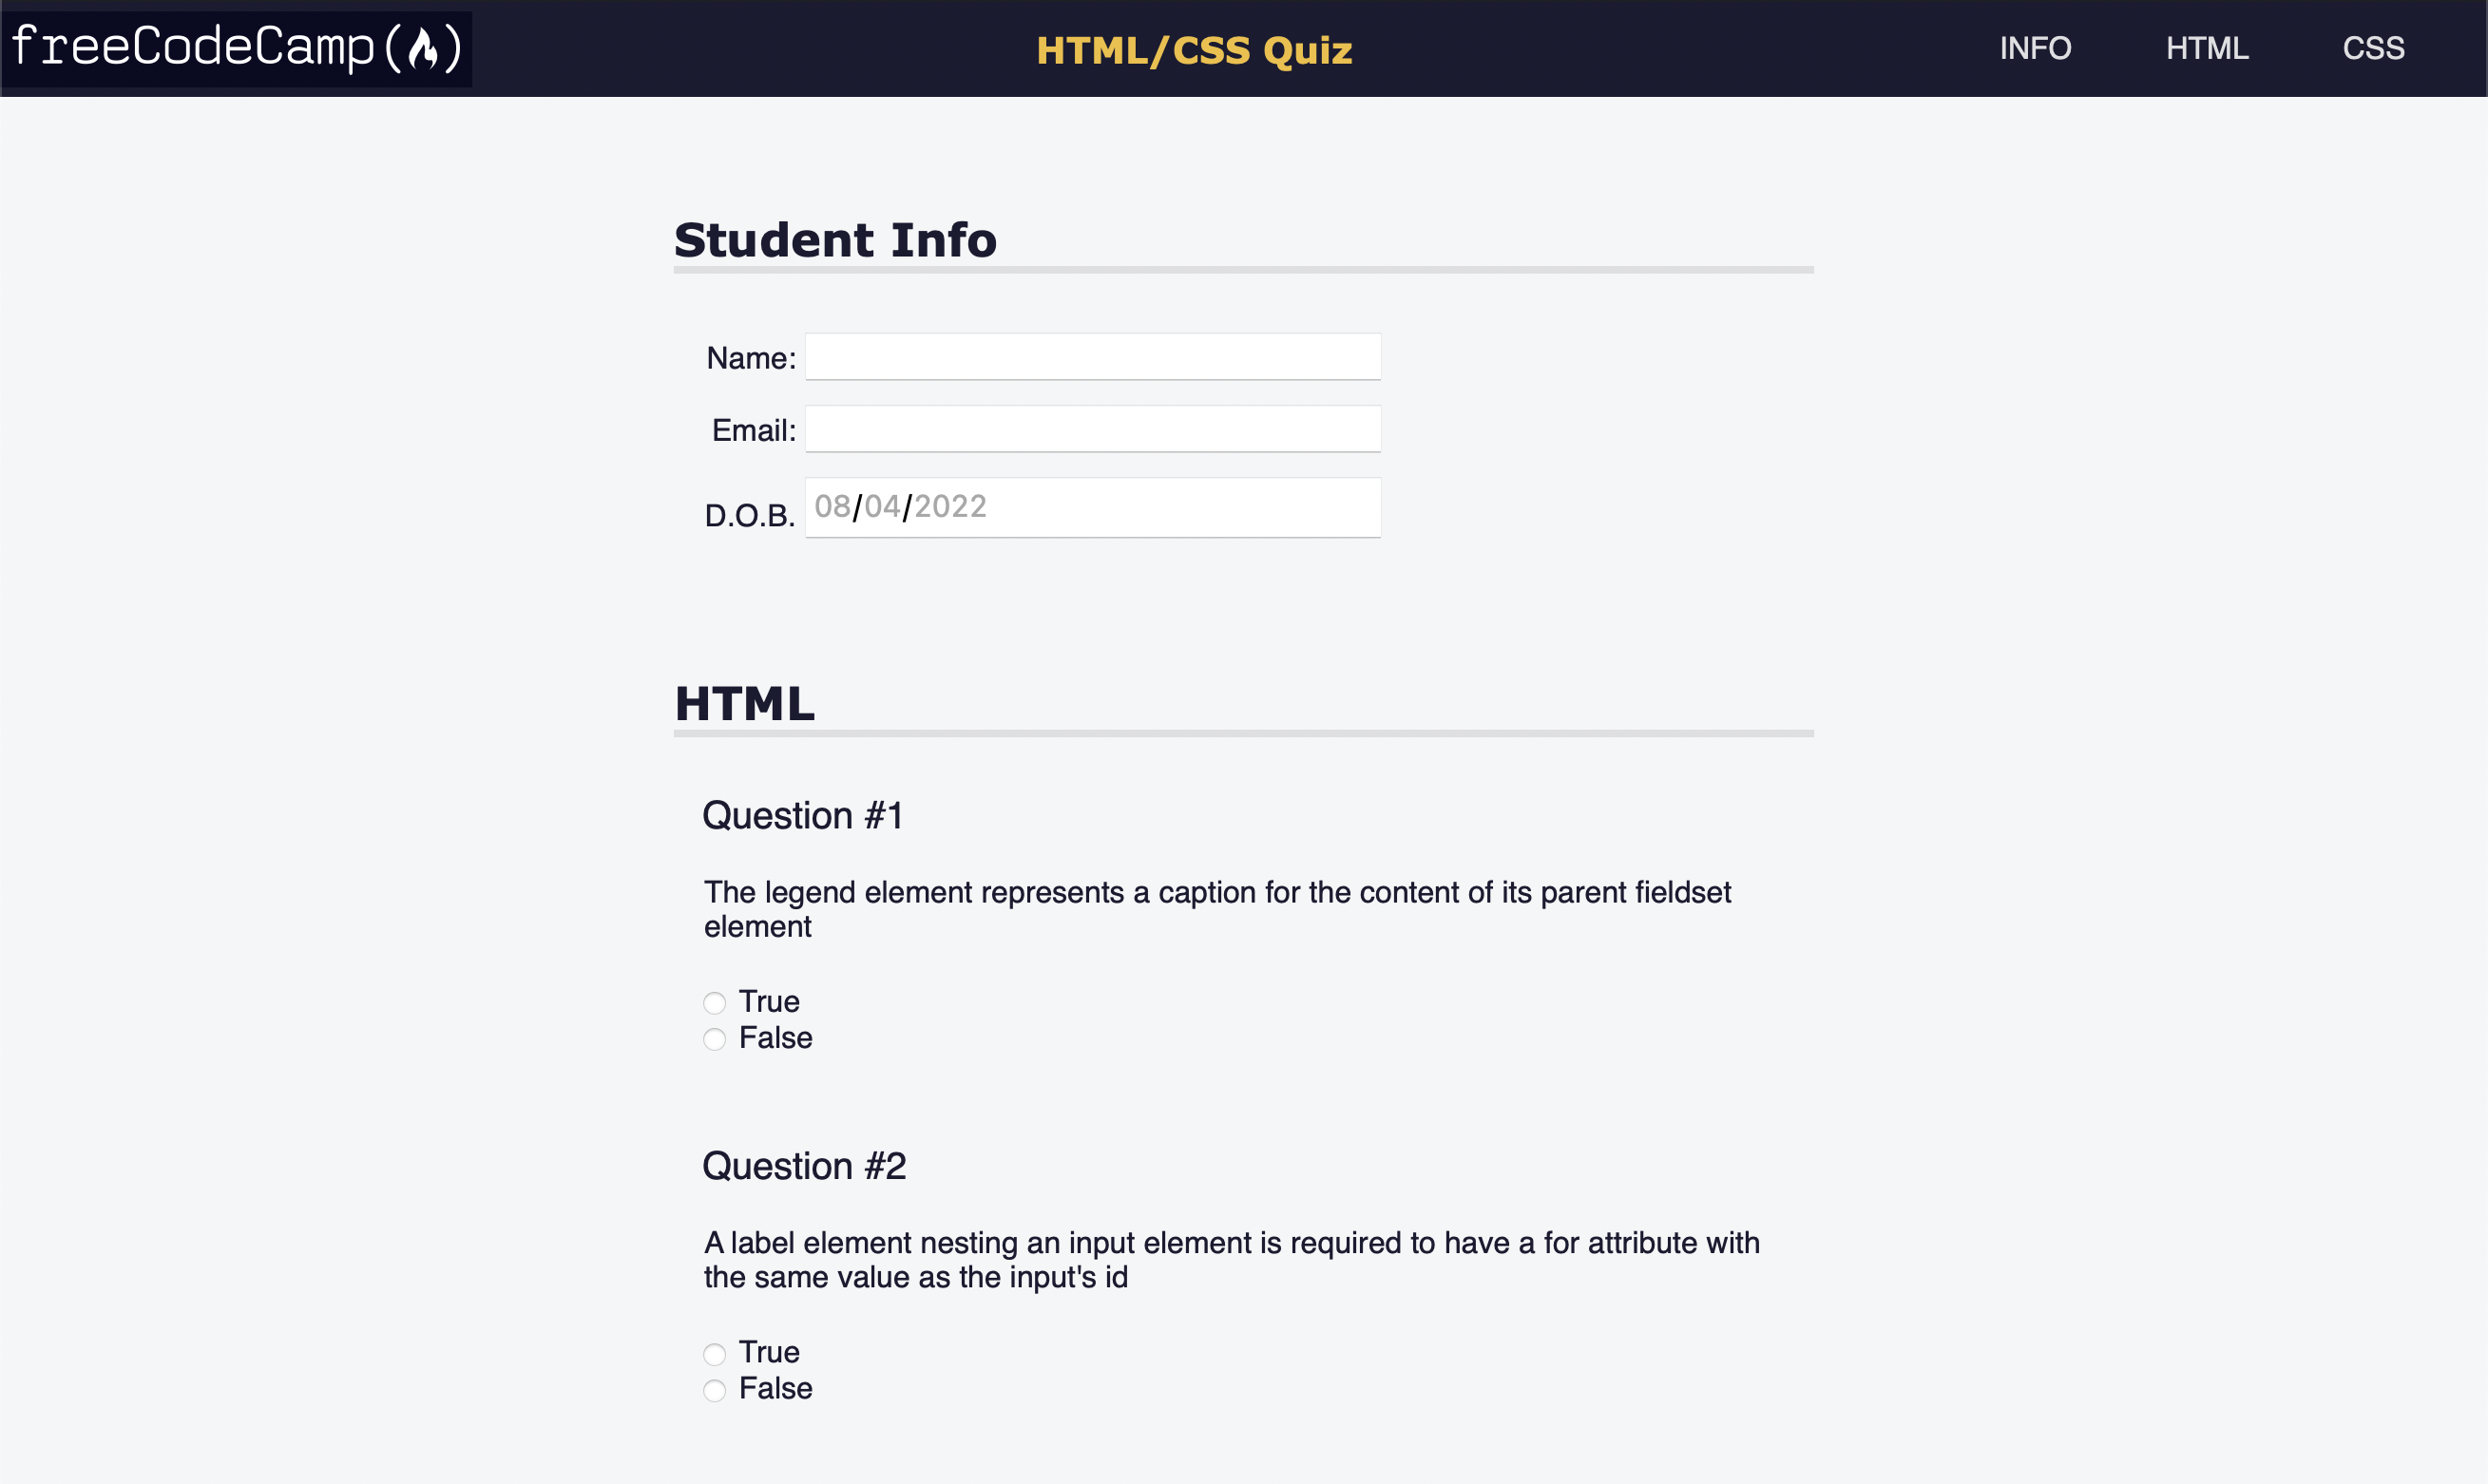 freeCodeCamp
HTML/CSS Quiz
INFO
HTML
CSS
Student Info
Name:
Email:
D.O.B.
08/04/2022
HTML
Question #1
The legend element represents a caption for the content of its parent fieldset
element
True
False
Question #2
A label element nesting an input element is required to have a for attribute with
the same value as the input's id
True
False